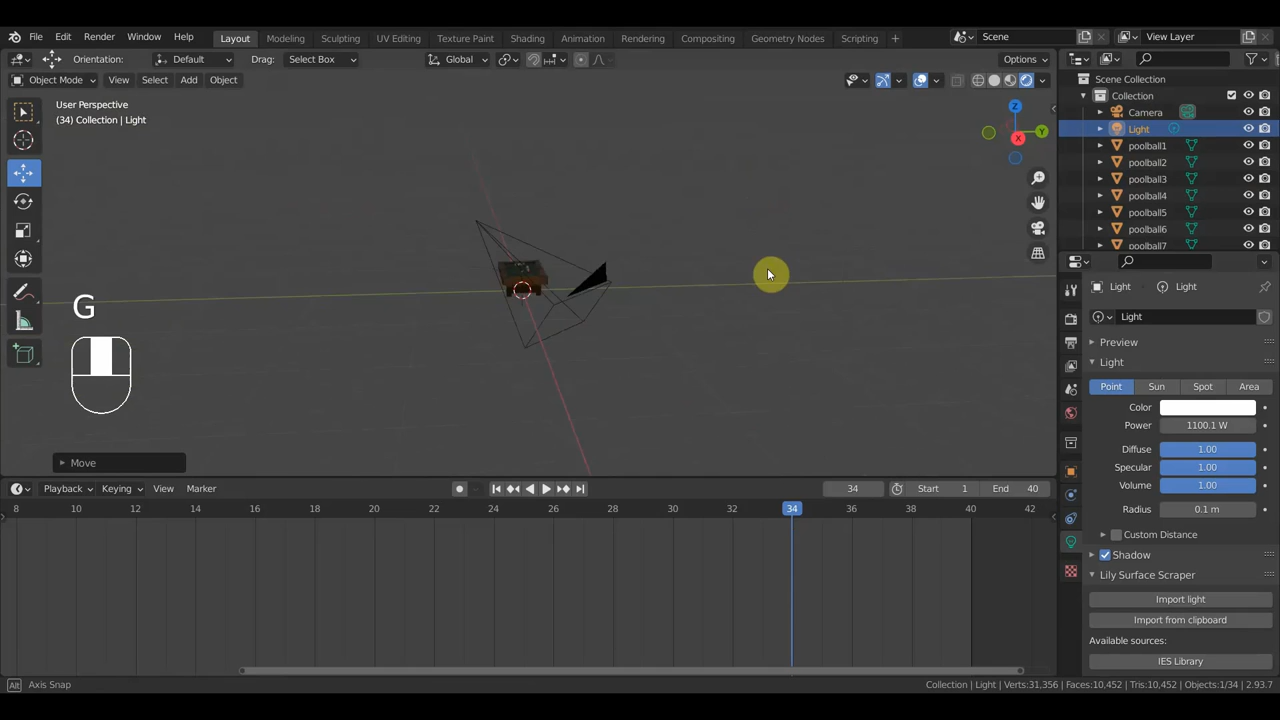 File Edit Render Window Help Layout Modeling Sculpting UV Editing Texture Paint Shading Animation Rendering Compositing Geometry Nodes Scripting + Scene View Layer
Orientation: Default Drag: Select Box Global Options
Object Mode View Select Add Object
User Perspective
(34) Collection | Light
Z
Y
X
G
Move
Scene Collection
Collection
Camera
Light
poolball1
poolball2
poolball3
poolball4
poolball5
poolball6
poolball7
Light Light
Light
Preview
Light
Point Sun Spot Area
Color
Power 1100.1 W
Diffuse 1.00
Specular 1.00
Volume 1.00
Radius 0.1 m
Custom Distance
Shadow
Lily Surface Scraper
Import light
Import from clipboard
Available sources:
IES Library
Playback Keying View Marker 34 Start 1 End 40
8 10 12 14 16 18 20 22 24 26 28 30 32 34 36 38 40 42
Alt Axis Snap Collection | Light | Verts:31,356 | Faces:10,452 | Tris:10,452 | Objects:1/34 | 2.93.7